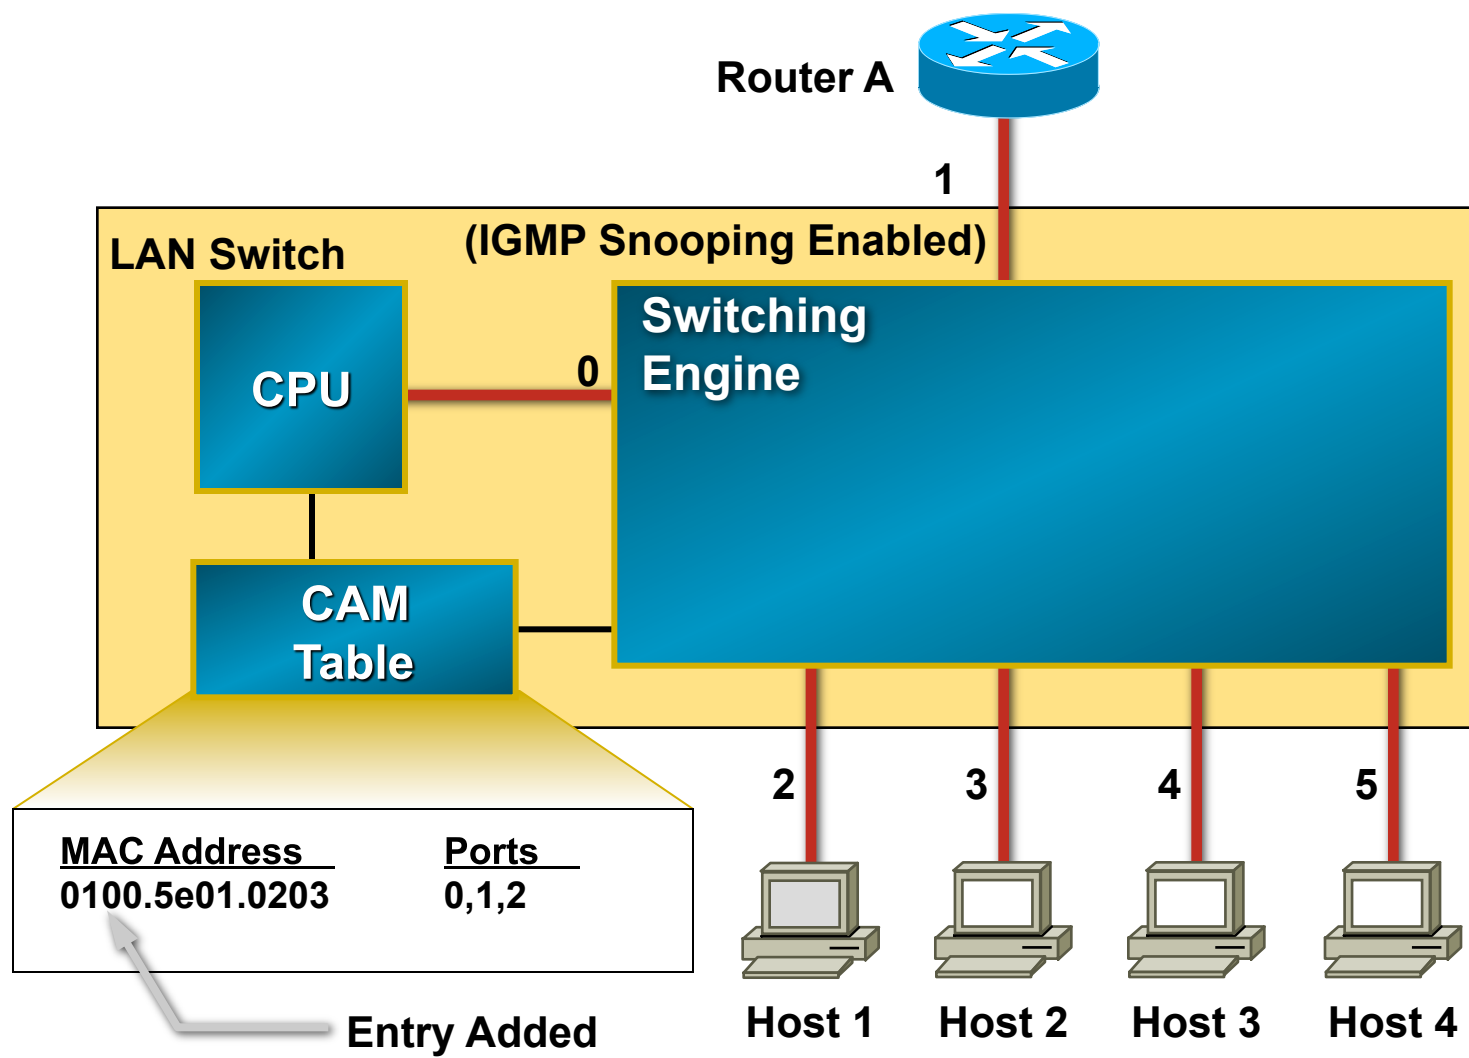 Router A
1
LAN Switch
(IGMP Snooping Enabled)
CPU
0
Switching
Engine
CAM
Table
2
3
4
5
MAC Address
Ports
0100.5e01.0203
0,1,2
Entry Added
Host 1
Host 2
Host 3
Host 4